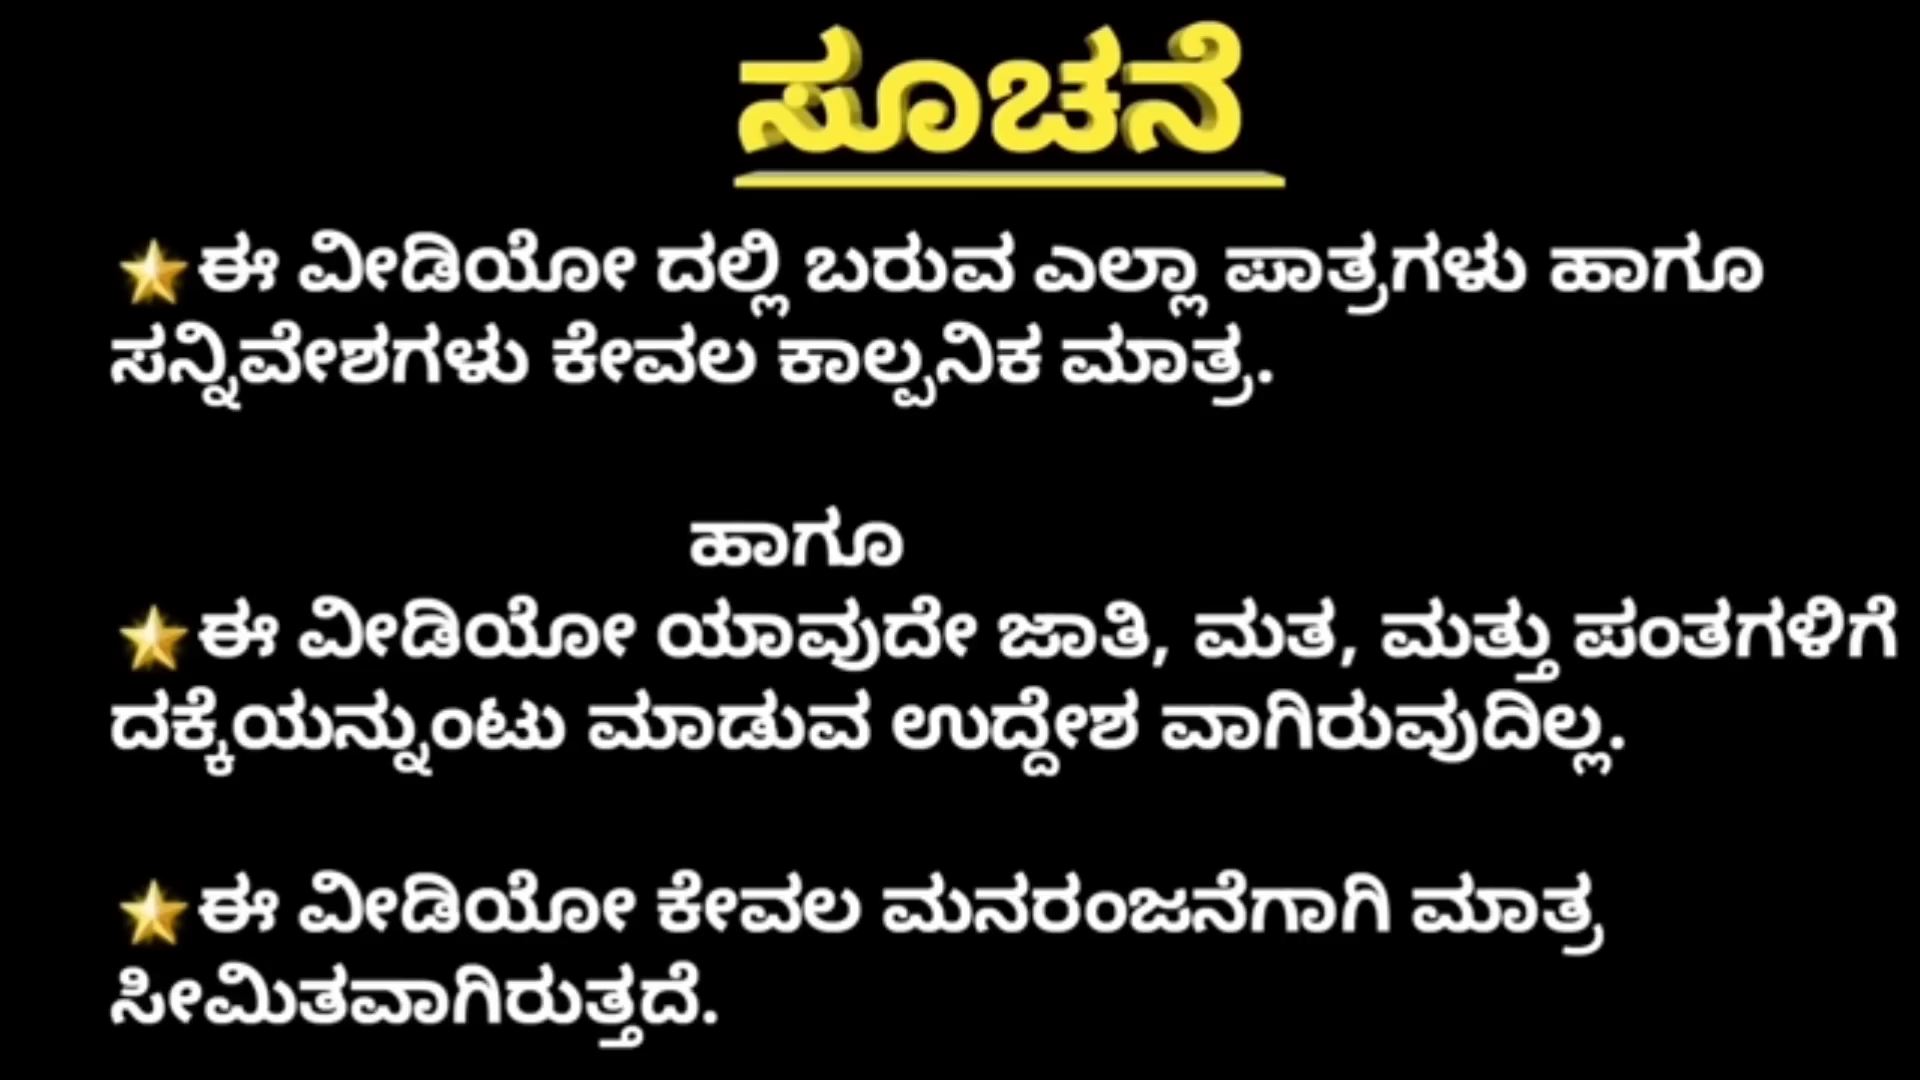 ಸೂಚನೆ
⭐ಈ ವೀಡಿಯೋ ದಲ್ಲಿ ಬರುವ ಎಲ್ಲಾ ಪಾತ್ರಗಳು ಹಾಗೂ
ಸನ್ನಿವೇಶಗಳು ಕೇವಲ ಕಾಲ್ಪನಿಕ ಮಾತ್ರ.
ಹಾಗೂ
⭐ಈ ವೀಡಿಯೋ ಯಾವುದೇ ಜಾತಿ, ಮತ, ಮತ್ತು ಪಂತಗಳಿಗೆ
ದಕ್ಕೆಯನ್ನುಂಟು ಮಾಡುವ ಉದ್ದೇಶ ವಾಗಿರುವುದಿಲ್ಲ.
⭐ಈ ವೀಡಿಯೋ ಕೇವಲ ಮನರಂಜನೆಗಾಗಿ ಮಾತ್ರ
ಸೀಮಿತವಾಗಿರುತ್ತದೆ.